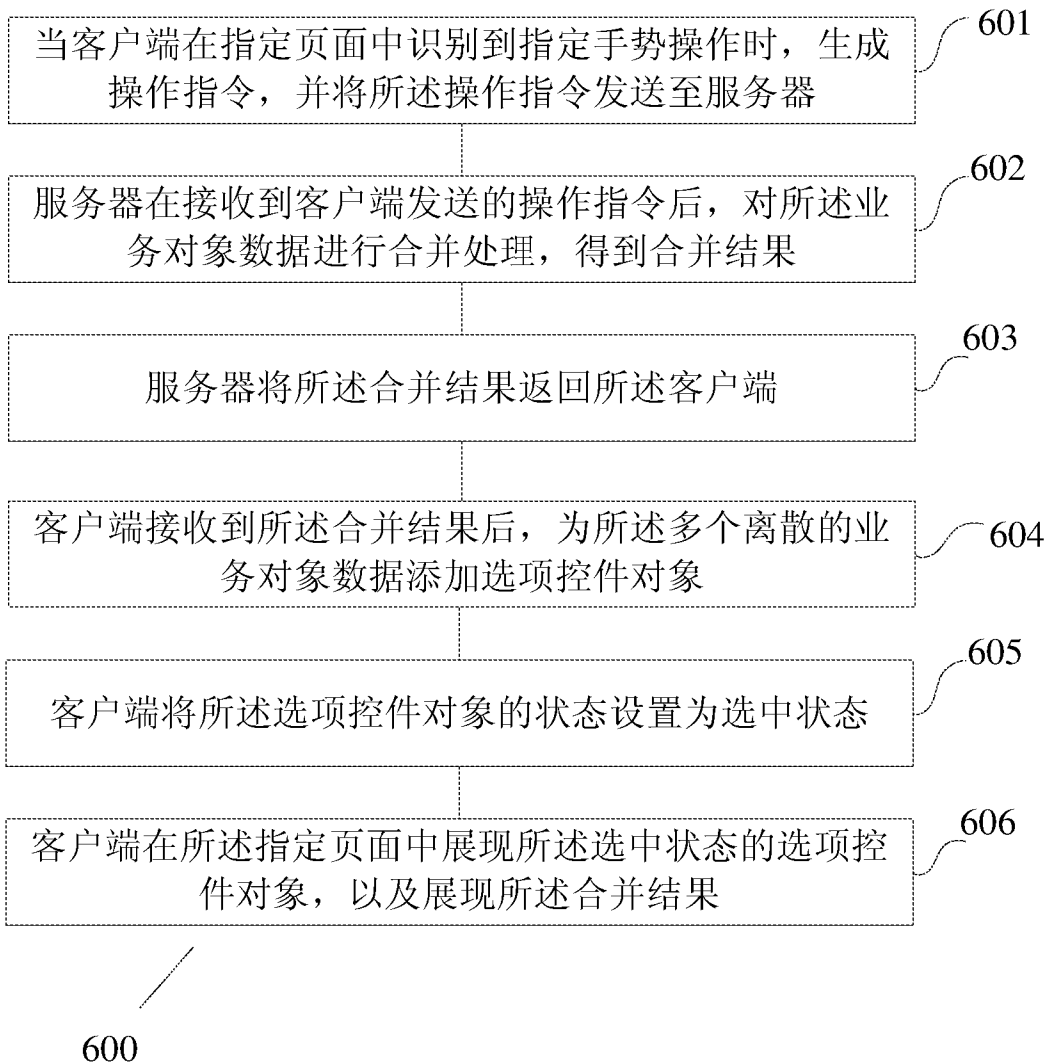 当客户端在指定页面中识别到指定手势操作时，生成
操作指令，并将所述操作指令发送至服务器
601
服务器在接收到客户端发送的操作指令后，对所述业
务对象数据进行合并处理，得到合并结果
602
服务器将所述合并结果返回所述客户端
603
客户端接收到所述合并结果后，为所述多个离散的业
务对象数据添加选项控件对象
604
客户端将所述选项控件对象的状态设置为选中状态
605
客户端在所述指定页面中展现所述选中状态的选项控
件对象，以及展现所述合并结果
606
600